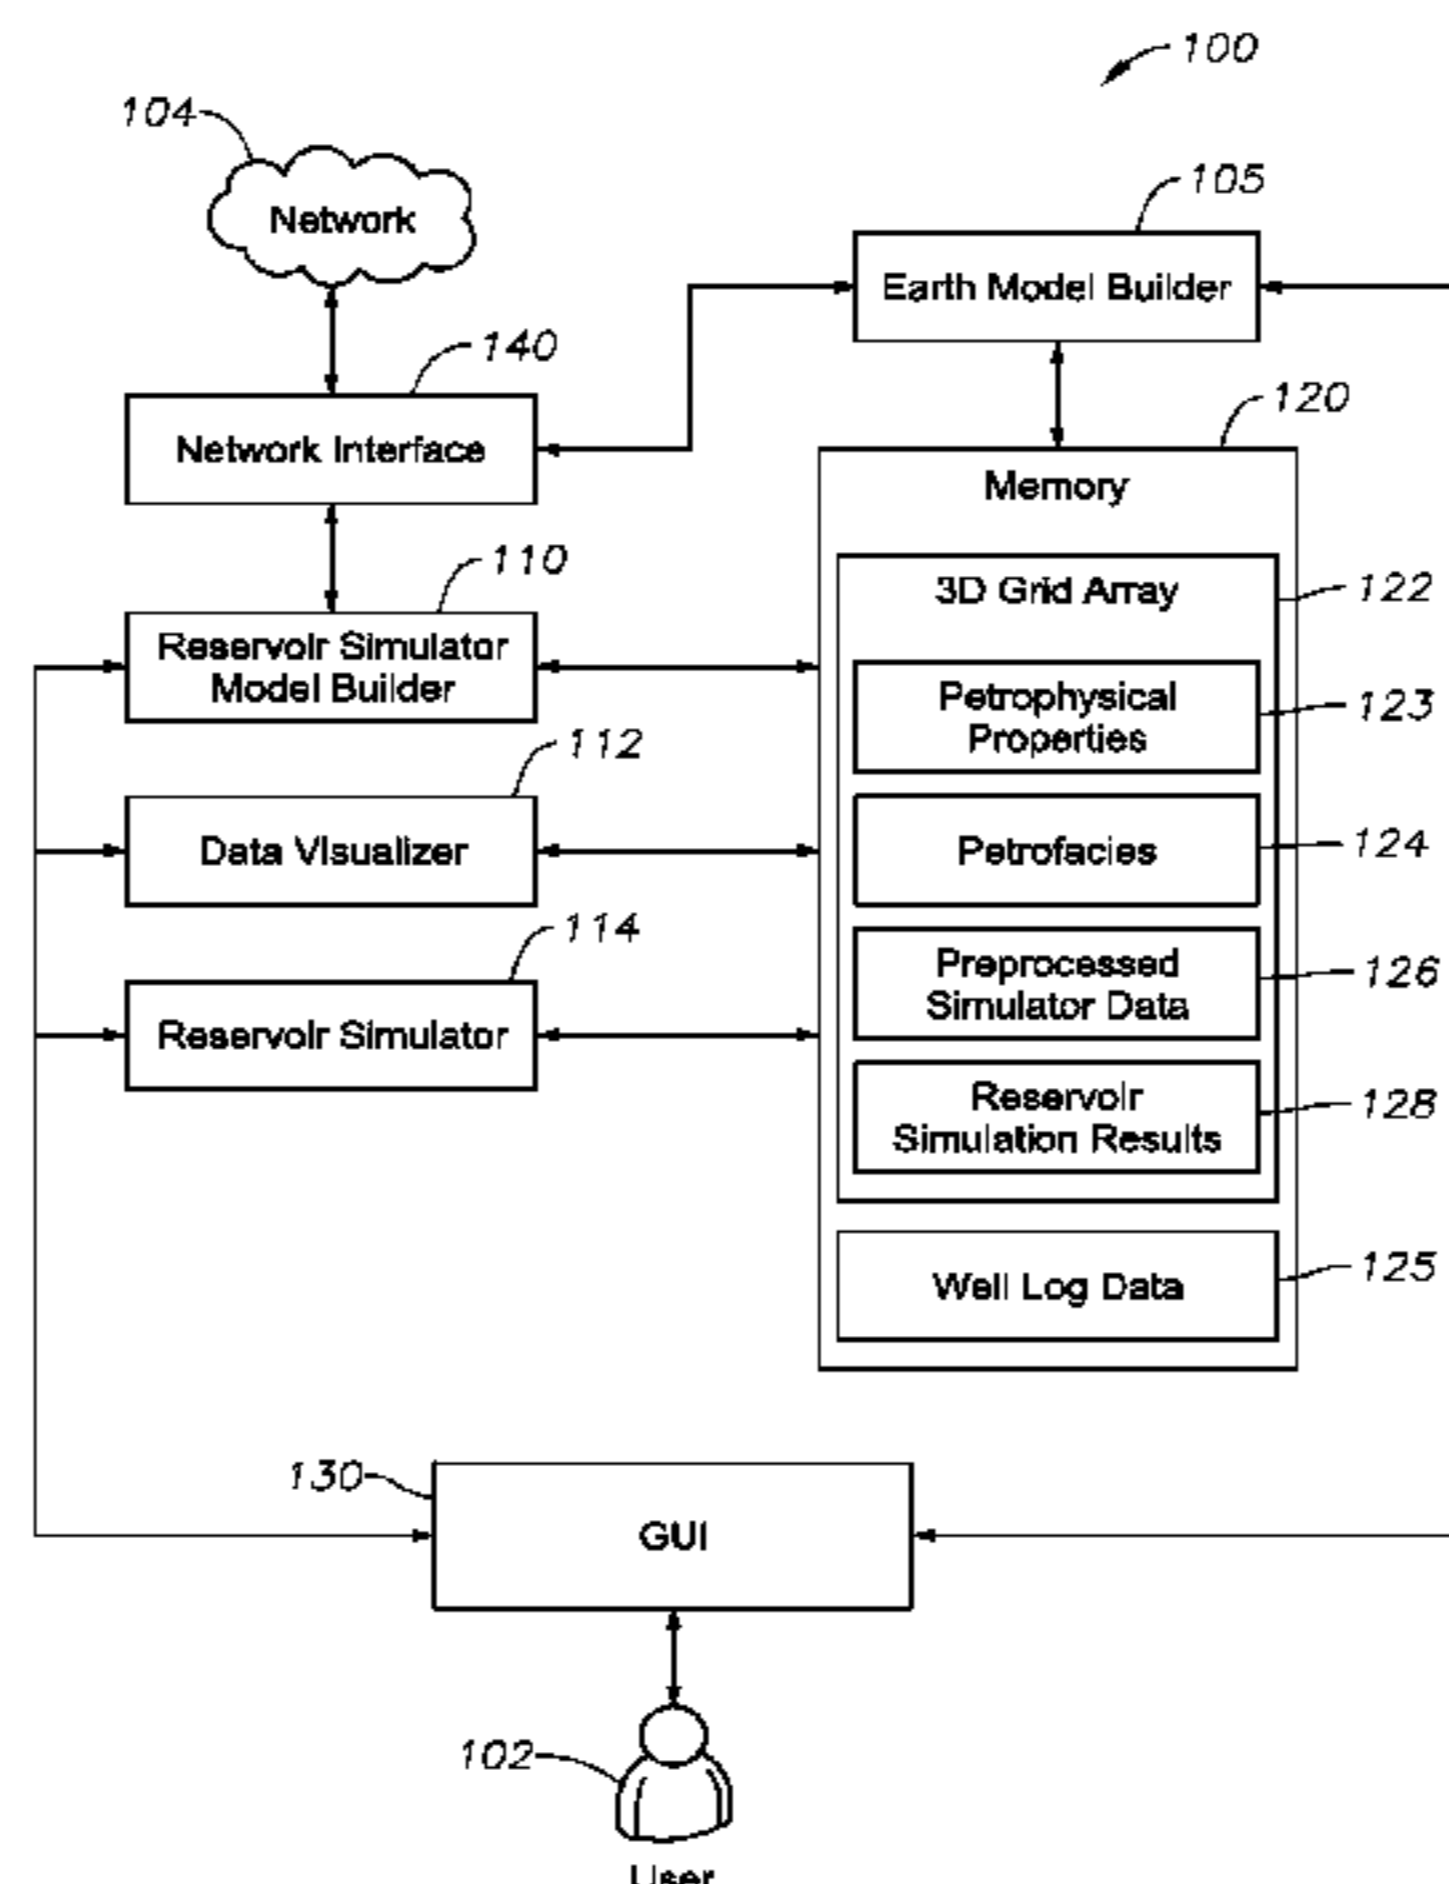 100
104
Network
105
Earth Model Builder
140
Network Interface
120
Memory
110
Reservoir Simulator
Model Builder
3D Grid Array
122
Petrophysical
Properties
123
112
Data Visualizer
Petrofacies
124
114
Reservoir Simulator
Preprocessed
Simulator Data
126
Reservoir
Simulation Results
128
Well Log Data
125
130
GUI
102
User